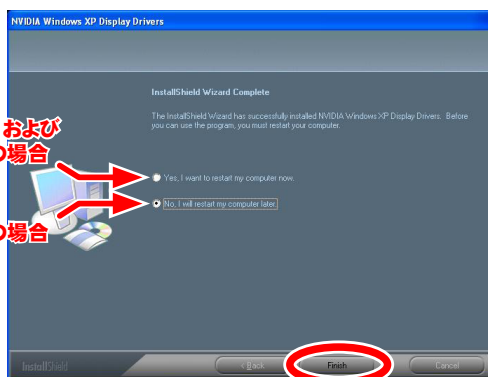 NVIDIA Windows XP Display Drivers
InstallShield Wizard Complete
The InstallShield Wizard has successfully installed NVIDIA Windows XP Display Drivers. Before
you can use the program, you must restart your computer.
および
の場合
Yes, I want to restart my computer now.
No, I will restart my computer later.
の場合
InstallShield
< Back
Finish
Cancel